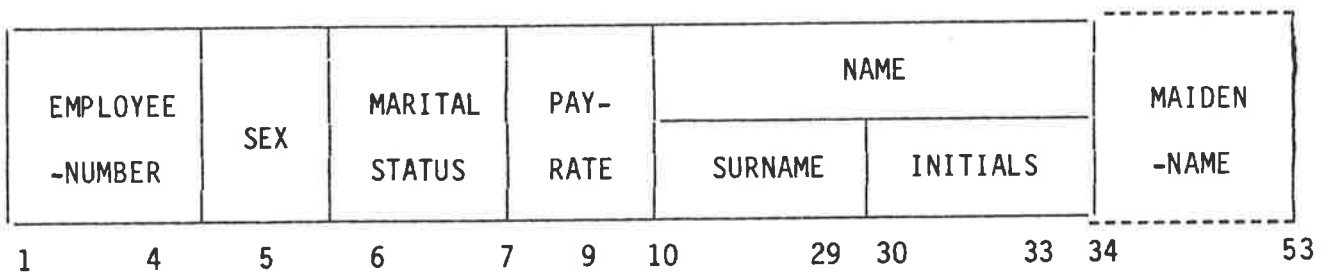 EMPLOYEE
-NUMBER
SEX
MARITAL
STATUS
PAY-
RATE
NAME
SURNAME
INITIALS
MAIDEN
-NAME
1 4 5 6 7 9 10 29 30 33 34 53